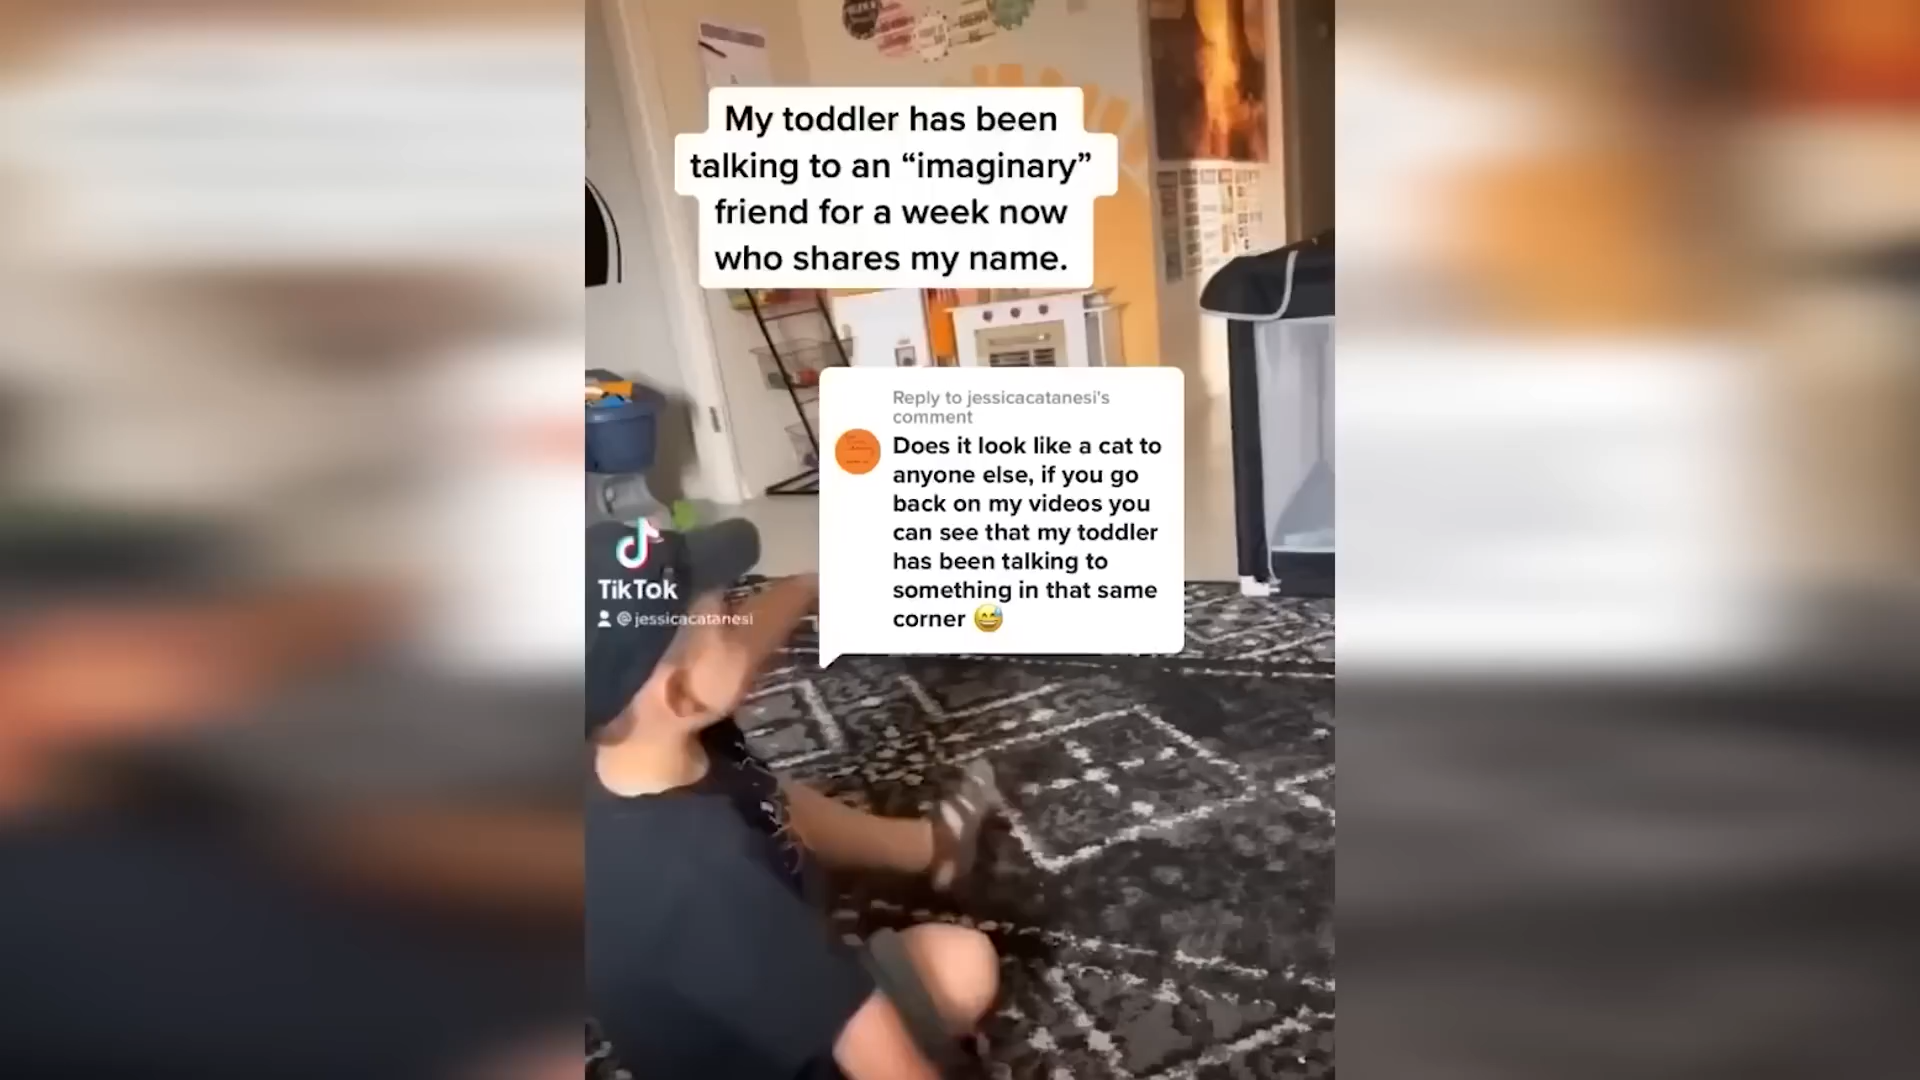 My toddler has been
talking to an “imaginary”
friend for a week now
who shares my name.
Reply to jessicacatanesi's
comment
Does it look like a cat to
anyone else, if you go
back on my videos you
can see that my toddler
has been talking to
something in that same
corner 😅
TikTok
@jessicacatanesi